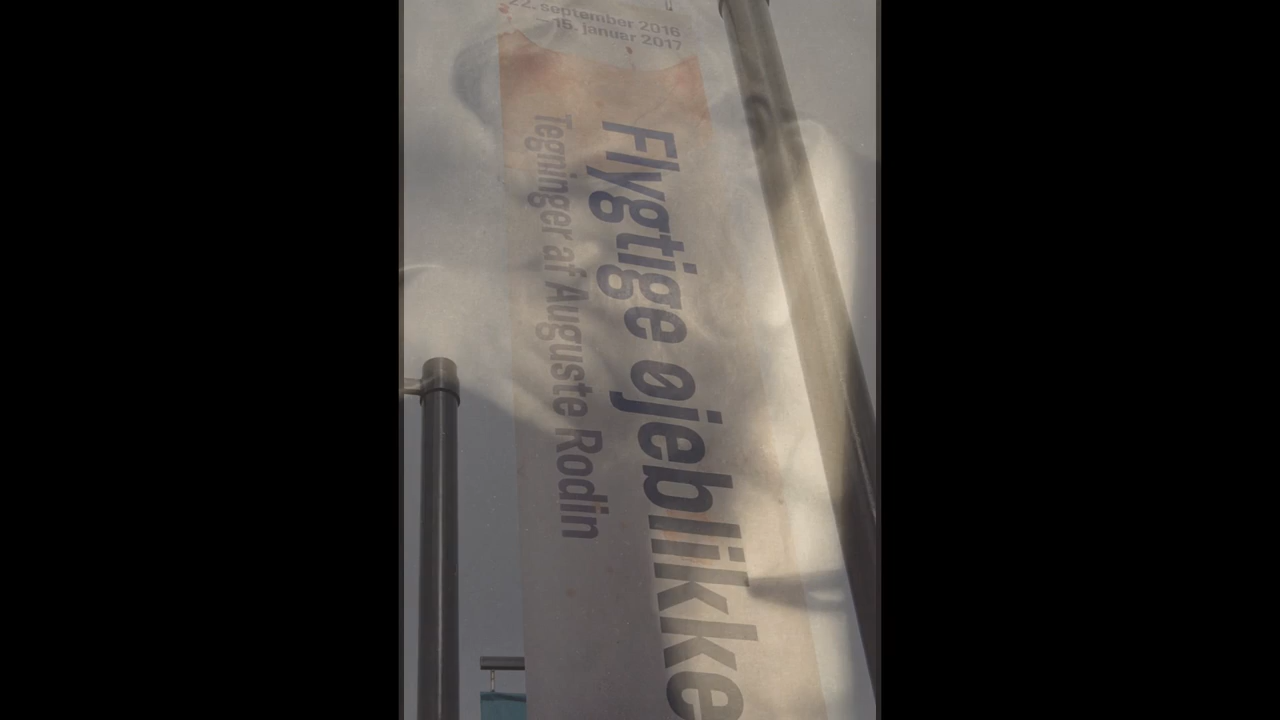 22. september 2016
– 15. januar 2017
Flygtige øjeblikke
Tegninger af Auguste Rodin